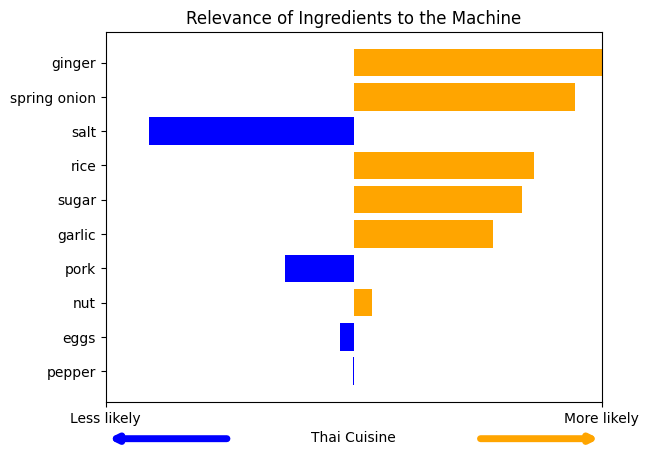 Relevance of Ingredients to the Machine
ginger
spring onion
salt
rice
sugar
garlic
pork
nut
eggs
pepper
Less likely
More likely
Thai Cuisine